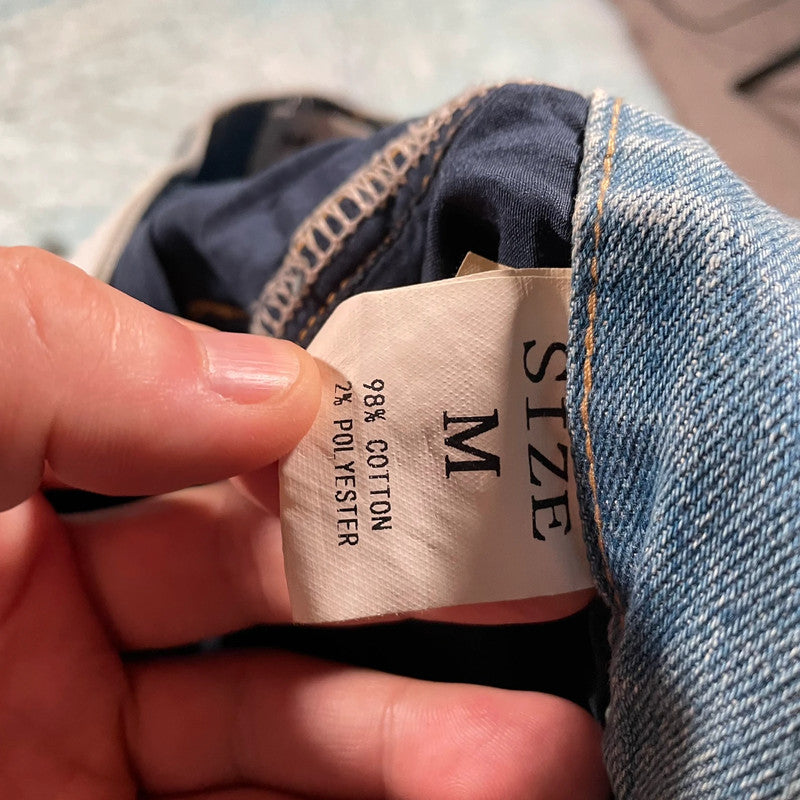 SIZE
M
98% COTTON
2% POLYESTER